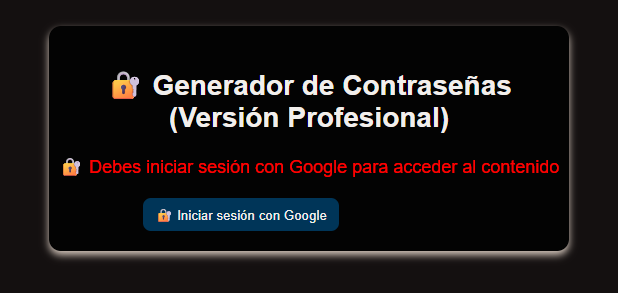 🔐 Generador de Contraseñas
(Versión Profesional)
🔐 Debes iniciar sesión con Google para acceder al contenido
🔐 Iniciar sesión con Google